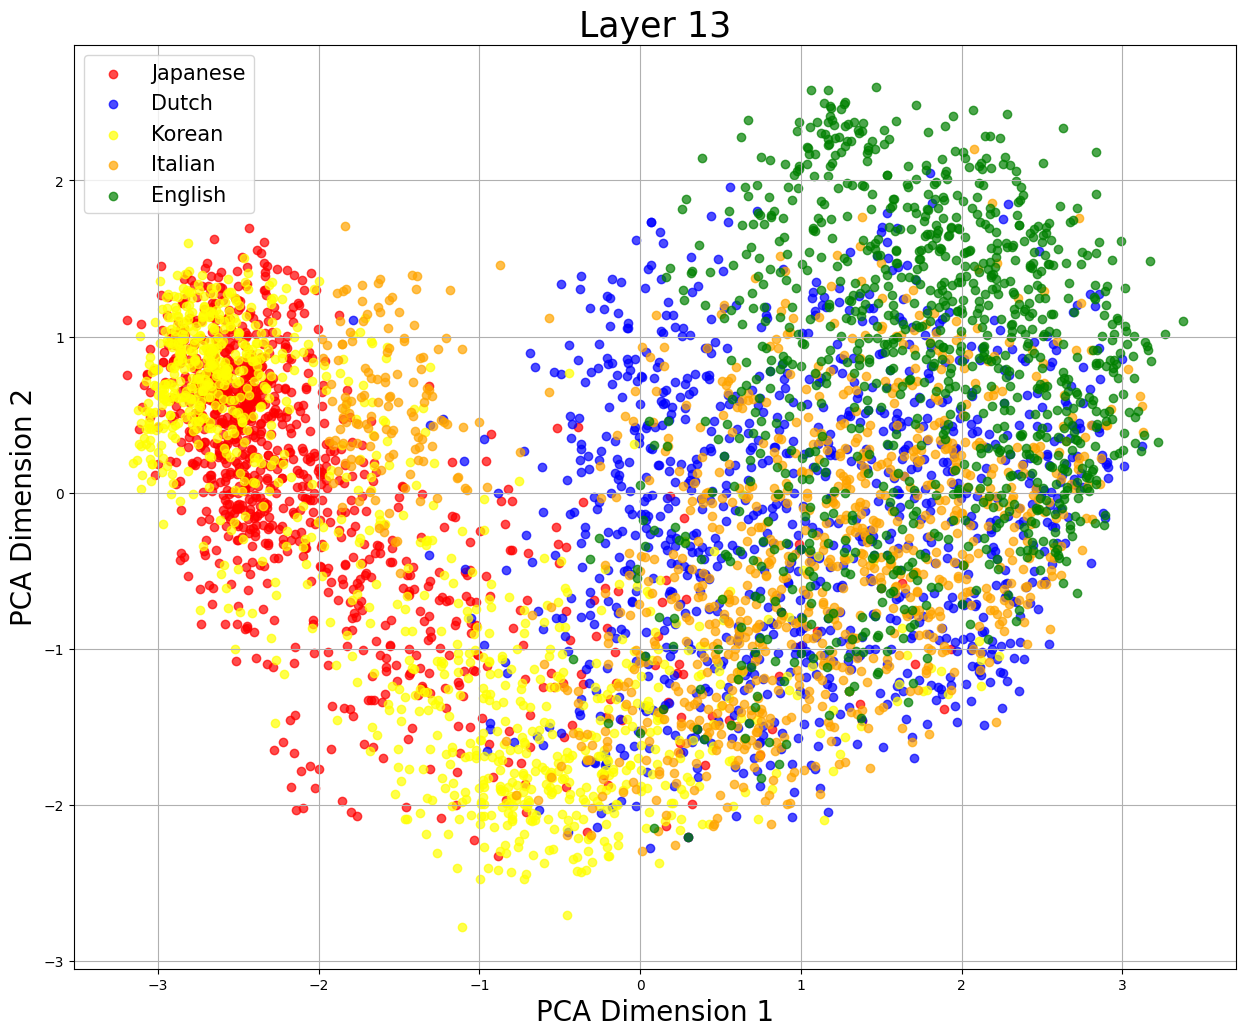 Layer 13
Japanese
Dutch
Korean
Italian
English
PCA Dimension 2
2
1
0
−1
−2
−3
−3
−2
−1
0
1
2
3
PCA Dimension 1